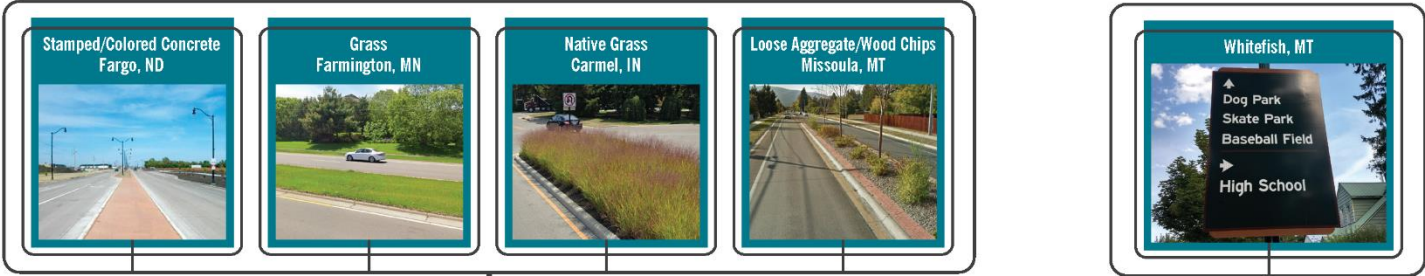 Stamped/Colored Concrete
Fargo, ND
Grass
Farmington, MN
Native Grass
Carmel, IN
Loose Aggregate/Wood Chips
Missoula, MT
Whitefish, MT
Dog Park
Skate Park
Baseball Field
High School